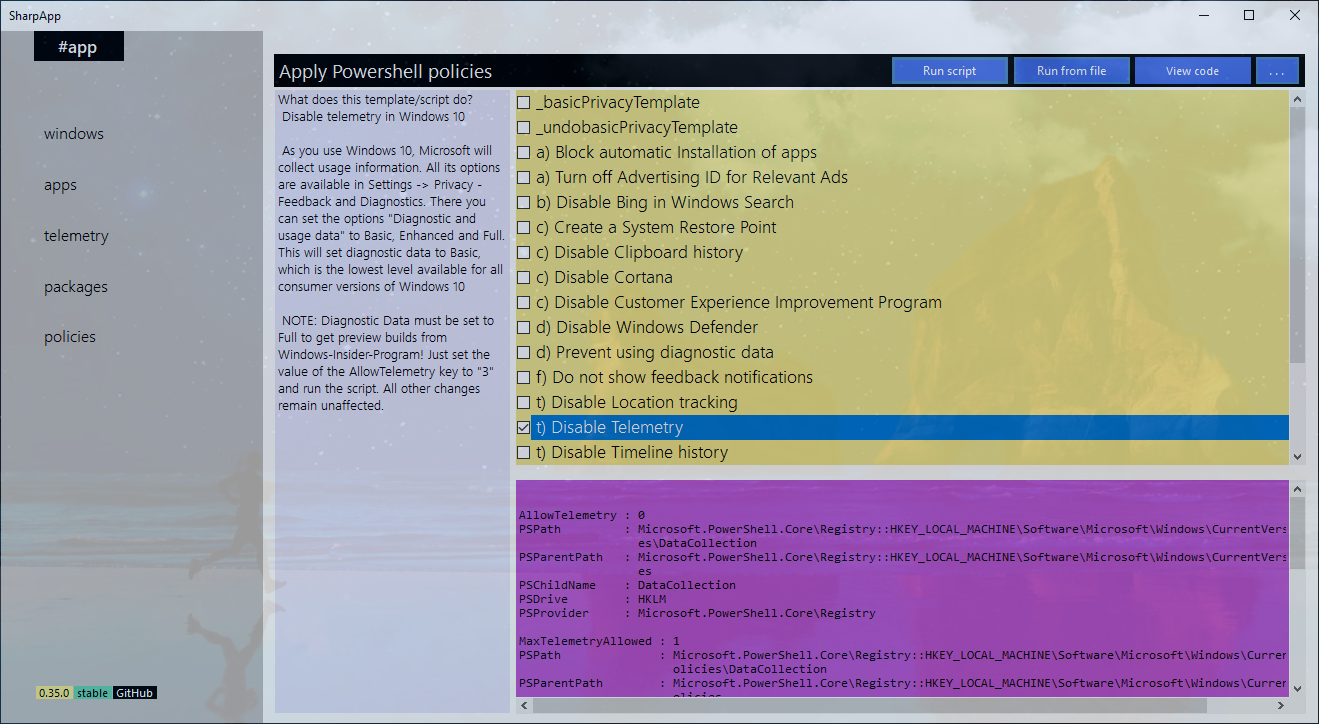 SharpApp
#app
windows
apps
telemetry
packages
policies
0.35.0 stable GitHub
Apply Powershell policies
Run script
Run from file
View code
...
What does this template/script do?
Disable telemetry in Windows 10
As you use Windows 10, Microsoft will
collect usage information. All its options
are available in Settings -> Privacy -
Feedback and Diagnostics. There you
can set the options "Diagnostic and
usage data" to Basic, Enhanced and Full.
This will set diagnostic data to Basic,
which is the lowest level available for all
consumer versions of Windows 10
NOTE: Diagnostic Data must be set to
Full to get preview builds from
Windows-Insider-Program! Just set the
value of the AllowTelemetry key to "3"
and run the script. All other changes
remain unaffected.
_basicPrivacyTemplate
_undobasicPrivacyTemplate
a) Block automatic Installation of apps
a) Turn off Advertising ID for Relevant Ads
b) Disable Bing in Windows Search
c) Create a System Restore Point
c) Disable Clipboard history
c) Disable Cortana
c) Disable Customer Experience Improvement Program
d) Disable Windows Defender
d) Prevent using diagnostic data
f) Do not show feedback notifications
t) Disable Location tracking
t) Disable Telemetry
t) Disable Timeline history
AllowTelemetry : 0
PSPath : Microsoft.PowerShell.Core\Registry::HKEY_LOCAL_MACHINE\Software\Microsoft\Windows\CurrentVers
es\DataCollection
PSParentPath : Microsoft.PowerShell.Core\Registry::HKEY_LOCAL_MACHINE\Software\Microsoft\Windows\CurrentVers
es
PSChildName : DataCollection
PSDrive : HKLM
PSProvider : Microsoft.PowerShell.Core\Registry
MaxTelemetryAllowed : 1
PSPath : Microsoft.PowerShell.Core\Registry::HKEY_LOCAL_MACHINE\Software\Microsoft\Windows\Curren
olicies\DataCollection
PSParentPath : Microsoft.PowerShell.Core\Registry::HKEY_LOCAL_MACHINE\Software\Microsoft\Windows\Curren
olicies